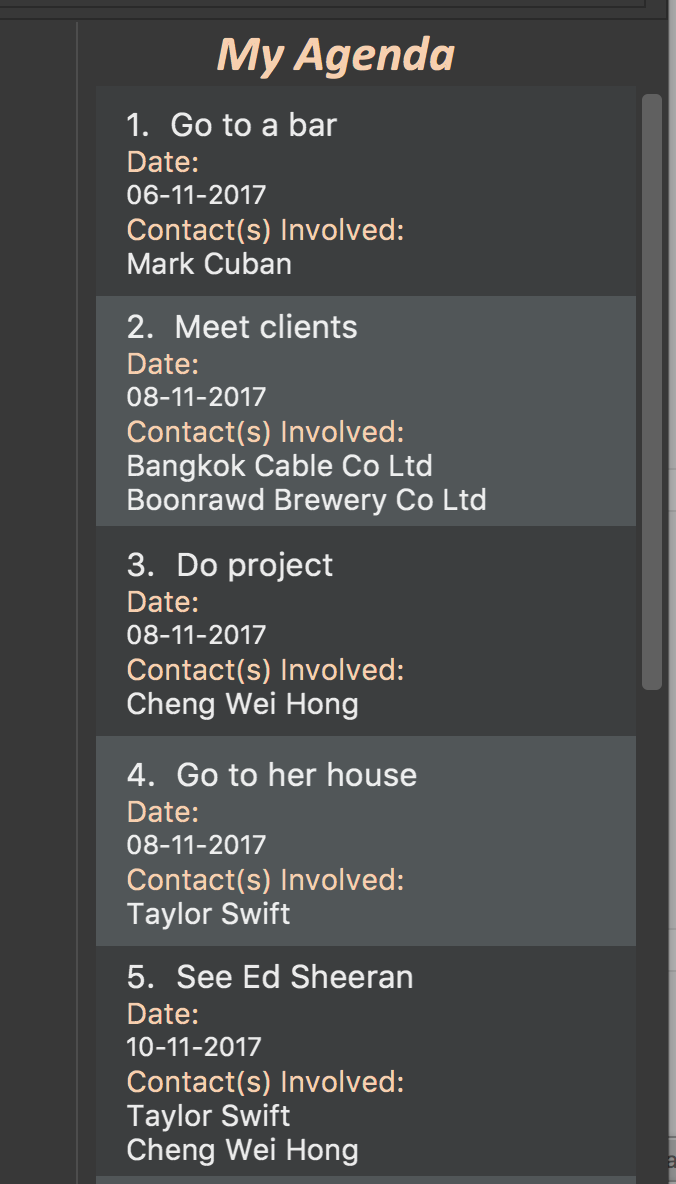 My Agenda
1. Go to a bar
Date:
06-11-2017
Contact(s) Involved:
Mark Cuban
2. Meet clients
Date:
08-11-2017
Contact(s) Involved:
Bangkok Cable Co Ltd
Boonrawd Brewery Co Ltd
3. Do project
Date:
08-11-2017
Contact(s) Involved:
Cheng Wei Hong
4. Go to her house
Date:
08-11-2017
Contact(s) Involved:
Taylor Swift
5. See Ed Sheeran
Date:
10-11-2017
Contact(s) Involved:
Taylor Swift
Cheng Wei Hong